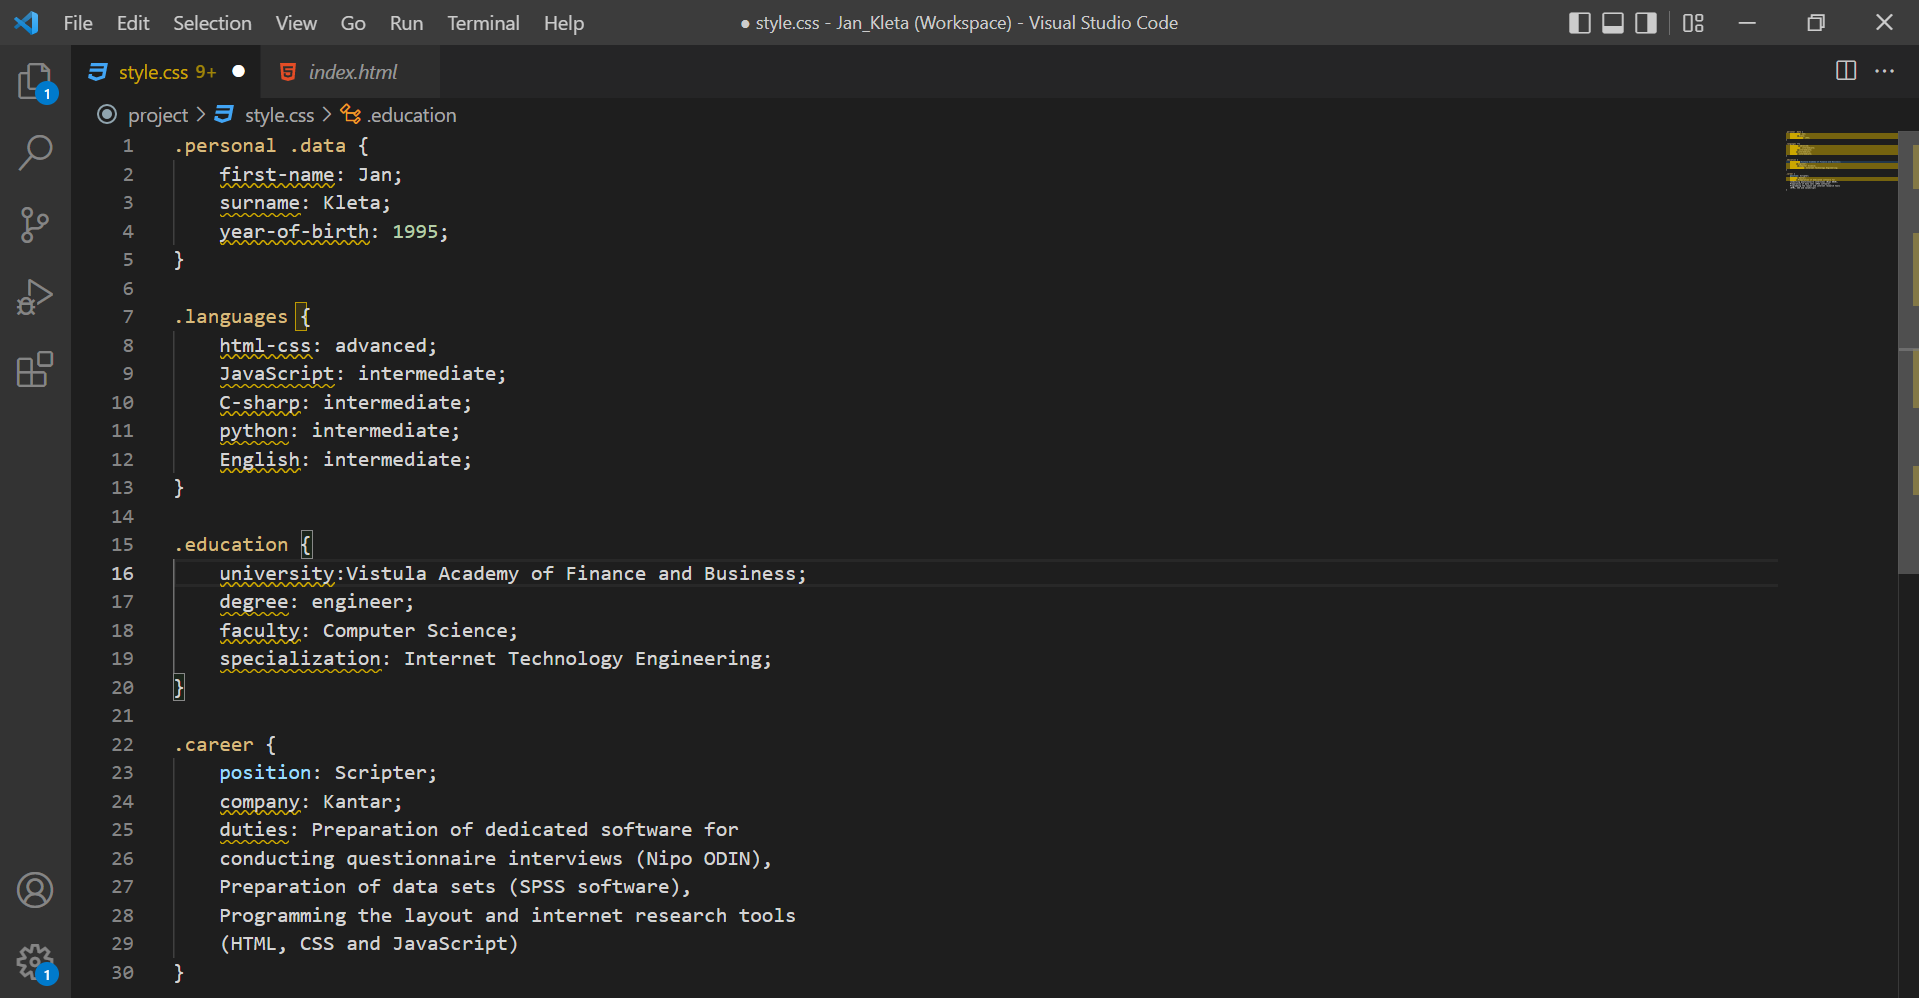 File Edit Selection View Go Run Terminal Help ● style.css - Jan_Kleta (Workspace) - Visual Studio Code
style.css 9+ ● index.html
project > style.css > .education
1 .personal .data {
2 first-name: Jan;
3 surname: Kleta;
4 year-of-birth: 1995;
5 }
6
7 .languages {
8 html-css: advanced;
9 JavaScript: intermediate;
10 C-sharp: intermediate;
11 python: intermediate;
12 English: intermediate;
13 }
14
15 .education {
16 university:Vistula Academy of Finance and Business;
17 degree: engineer;
18 faculty: Computer Science;
19 specialization: Internet Technology Engineering;
20 }
21
22 .career {
23 position: Scripter;
24 company: Kantar;
25 duties: Preparation of dedicated software for
26 conducting questionnaire interviews (Nipo ODIN),
27 Preparation of data sets (SPSS software),
28 Programming the layout and internet research tools
29 (HTML, CSS and JavaScript)
30 }
1
1